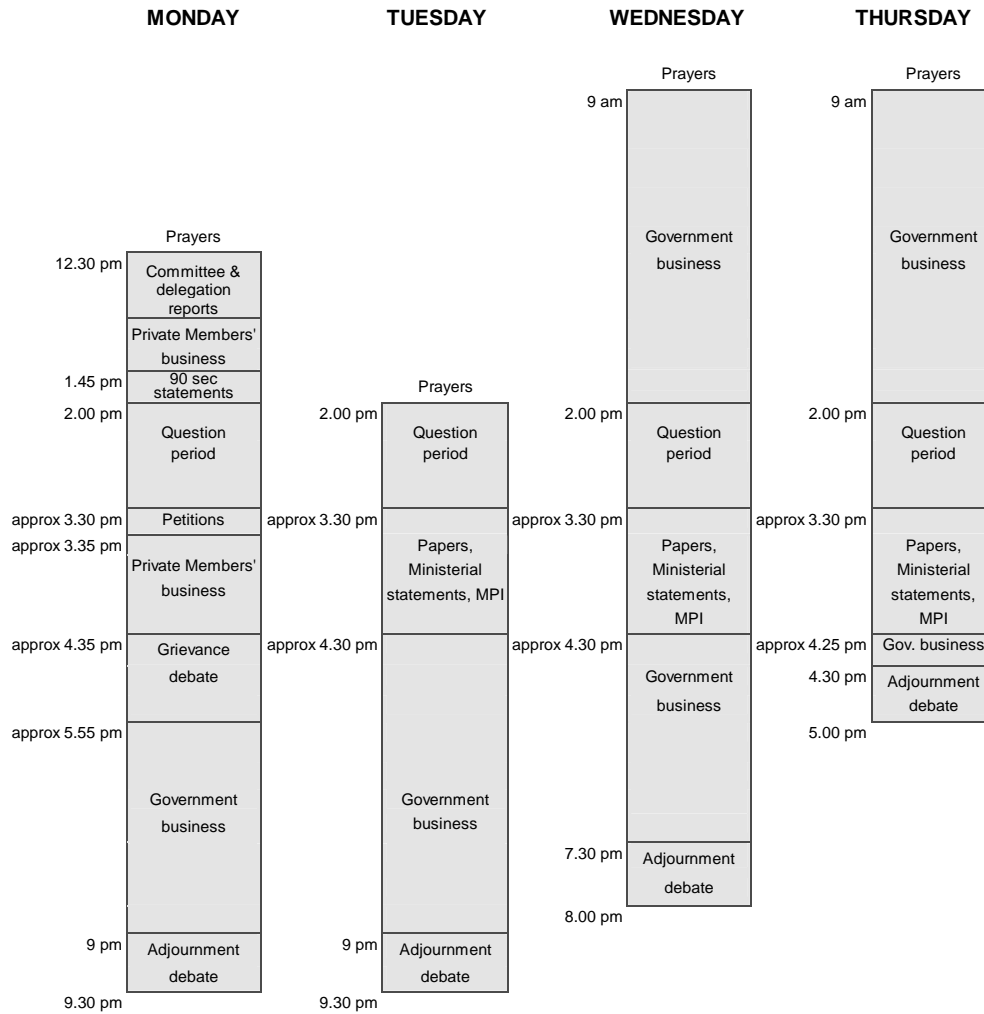 MONDAY
Prayers
12.30 pm
Committee &
delegation
reports
Private Members'
business
1.45 pm
90 sec
statements
2.00 pm
Question
period
approx 3.30 pm
Petitions
approx 3.35 pm
Private Members'
business
approx 4.35 pm
Grievance
debate
approx 5.55 pm
Government
business
9 pm
Adjournment
debate
9.30 pm
TUESDAY
Prayers
2.00 pm
Question
period
approx 3.30 pm
Papers,
Ministerial
statements, MPI
approx 4.30 pm
Government
business
9 pm
Adjournment
debate
9.30 pm
WEDNESDAY
Prayers
9 am
Government
business
2.00 pm
Question
period
approx 3.30 pm
Papers,
Ministerial
statements,
MPI
approx 4.30 pm
Government
business
7.30 pm
Adjournment
debate
8.00 pm
THURSDAY
Prayers
9 am
Government
business
2.00 pm
Question
period
approx 3.30 pm
Papers,
Ministerial
statements,
MPI
approx 4.25 pm
Gov. business
4.30 pm
Adjournment
debate
5.00 pm